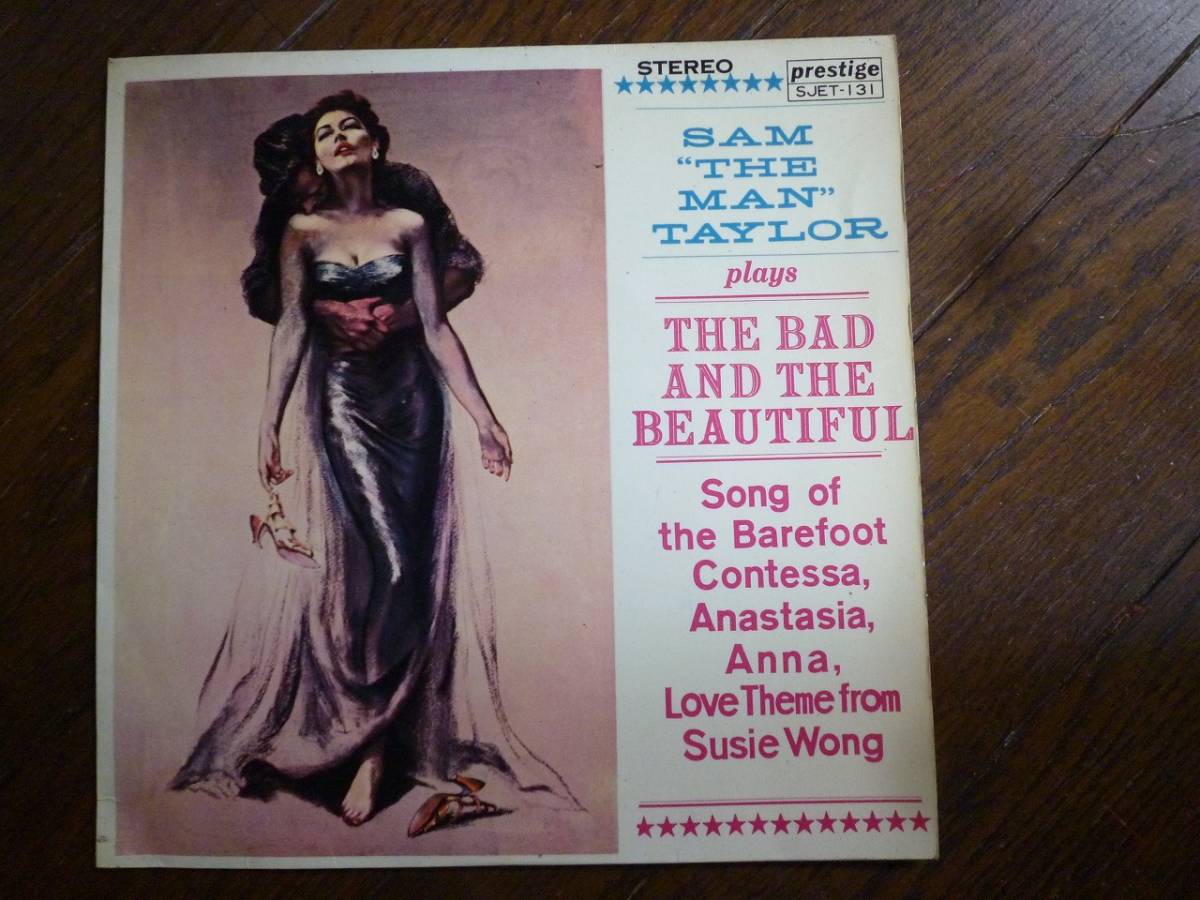 STEREO
prestige
SJET-131
SAM
“THE
MAN”
TAYLOR
plays
THE BAD
AND THE
BEAUTIFUL
Song of
the Barefoot
Contessa,
Anastasia,
Anna,
Love Theme from
Susie Wong